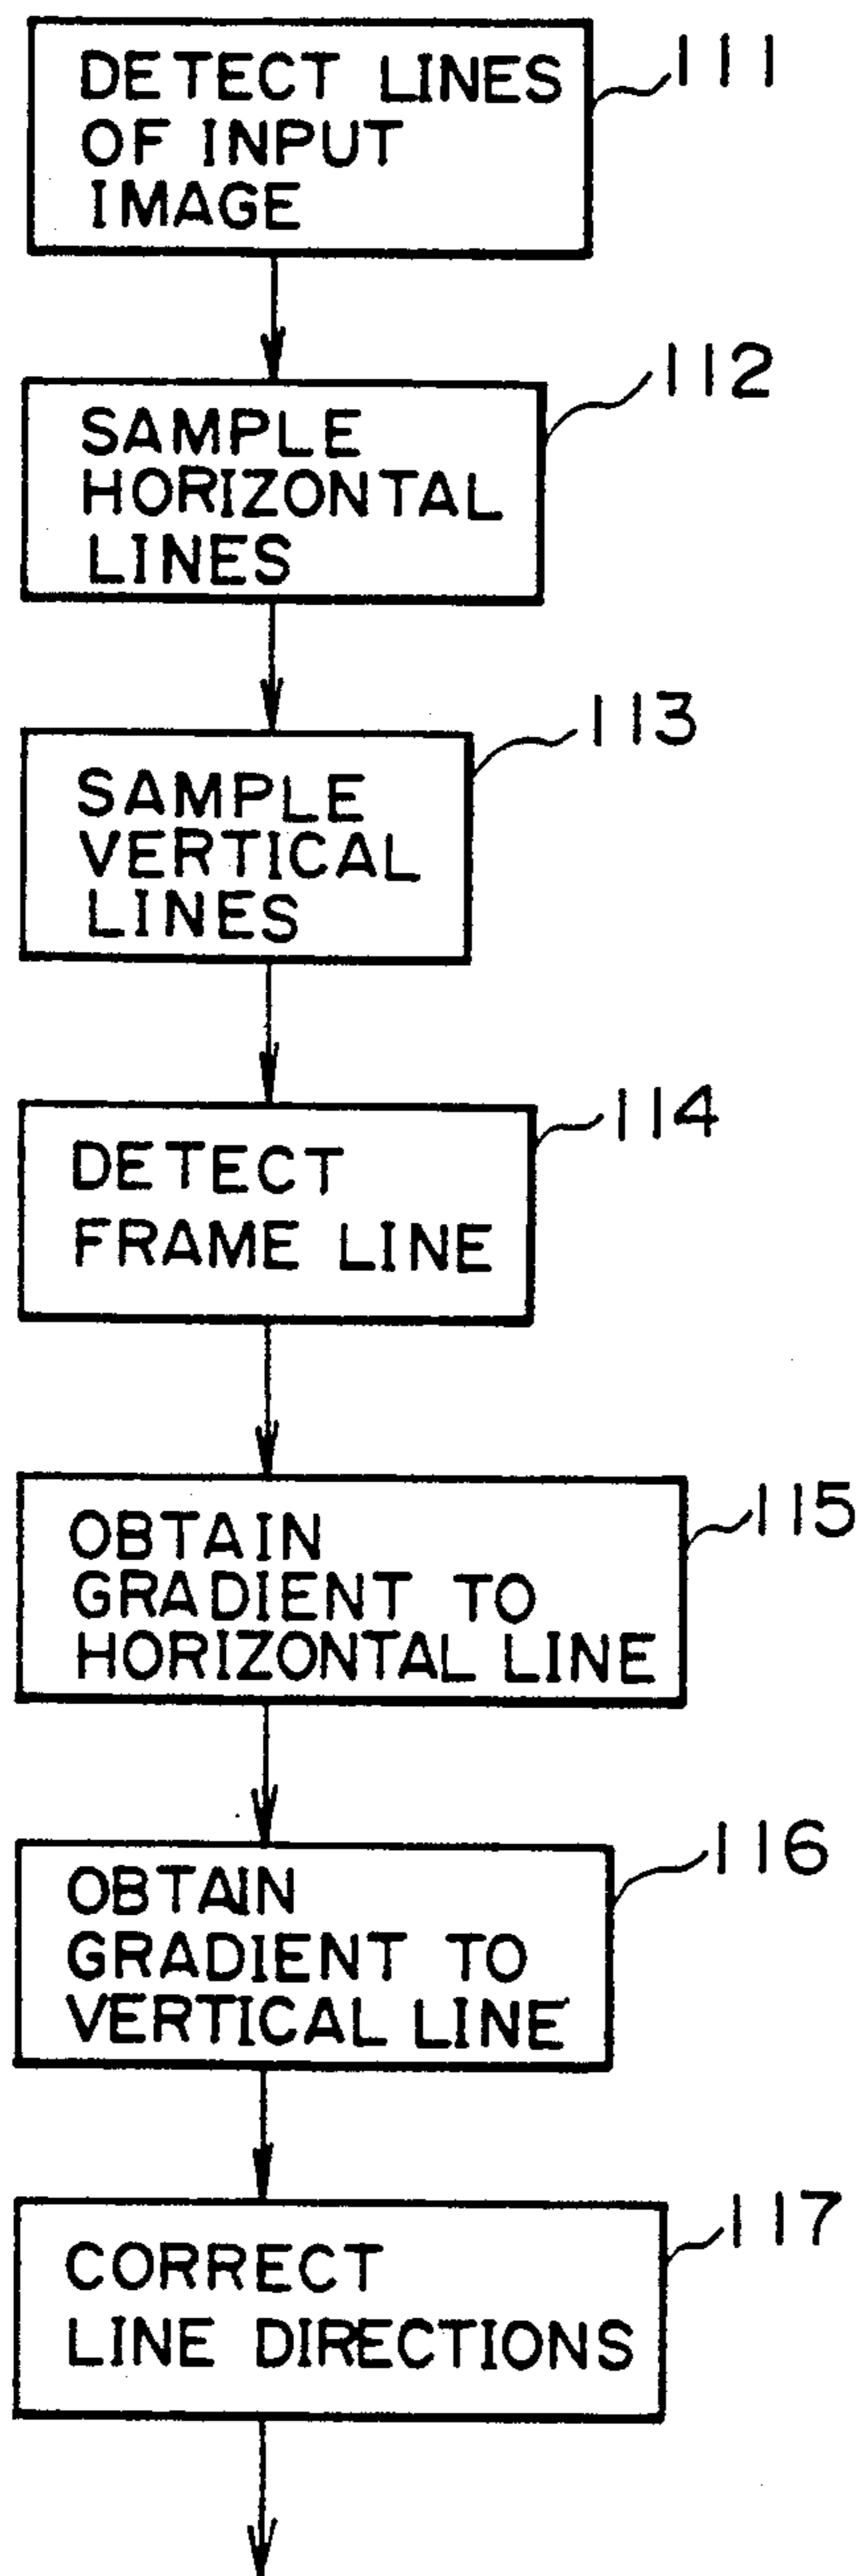 DETECT LINES
OF INPUT
IMAGE
111
SAMPLE
HORIZONTAL
LINES
112
SAMPLE
VERTICAL
LINES
113
DETECT
FRAME LINE
114
OBTAIN
GRADIENT TO
HORIZONTAL LINE
115
OBTAIN
GRADIENT TO
VERTICAL LINE
116
CORRECT
LINE DIRECTIONS
117